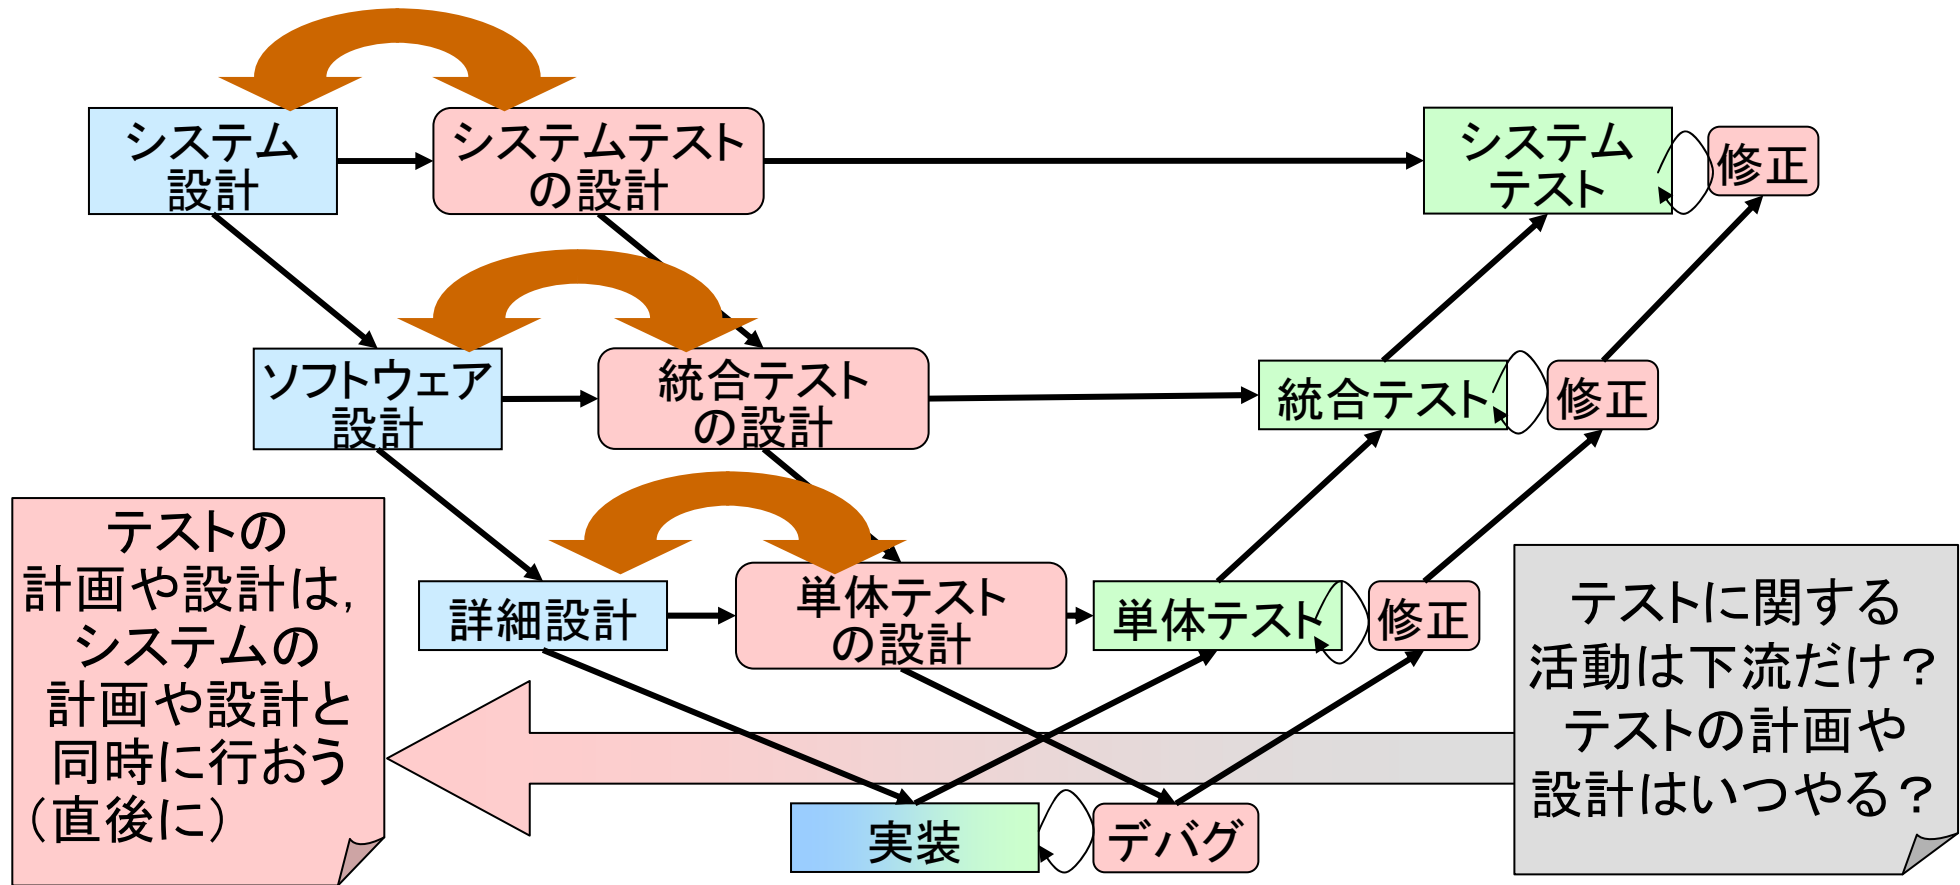 システム
設計
システムテスト
の設計
システム
テスト
修正
ソフトウェア
設計
統合テスト
の設計
統合テスト
修正
テストの
計画や設計は,
システムの
計画や設計と
同時に行おう
（直後に）
詳細設計
単体テスト
の設計
単体テスト
修正
テストに関する
活動は下流だけ？
テストの計画や
設計はいつやる？
実装
デバグ